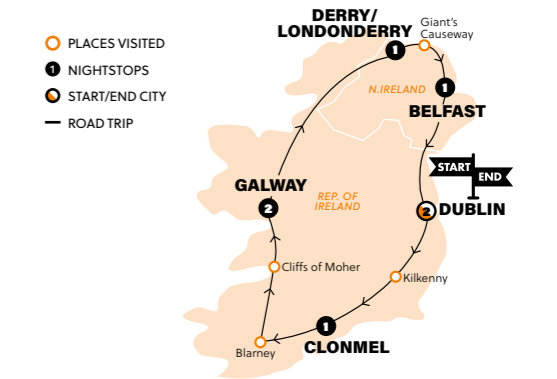 PLACES VISITED
1 NIGHTSTOPS
START/END CITY
ROAD TRIP
DERRY/
LONDONDERRY
1
Giant's
Causeway
N.IRELAND
1
BELFAST
START
END
GALWAY
2
REP. OF
IRELAND
2 DUBLIN
Cliffs of Moher
Kilkenny
1
CLONMEL
Blarney